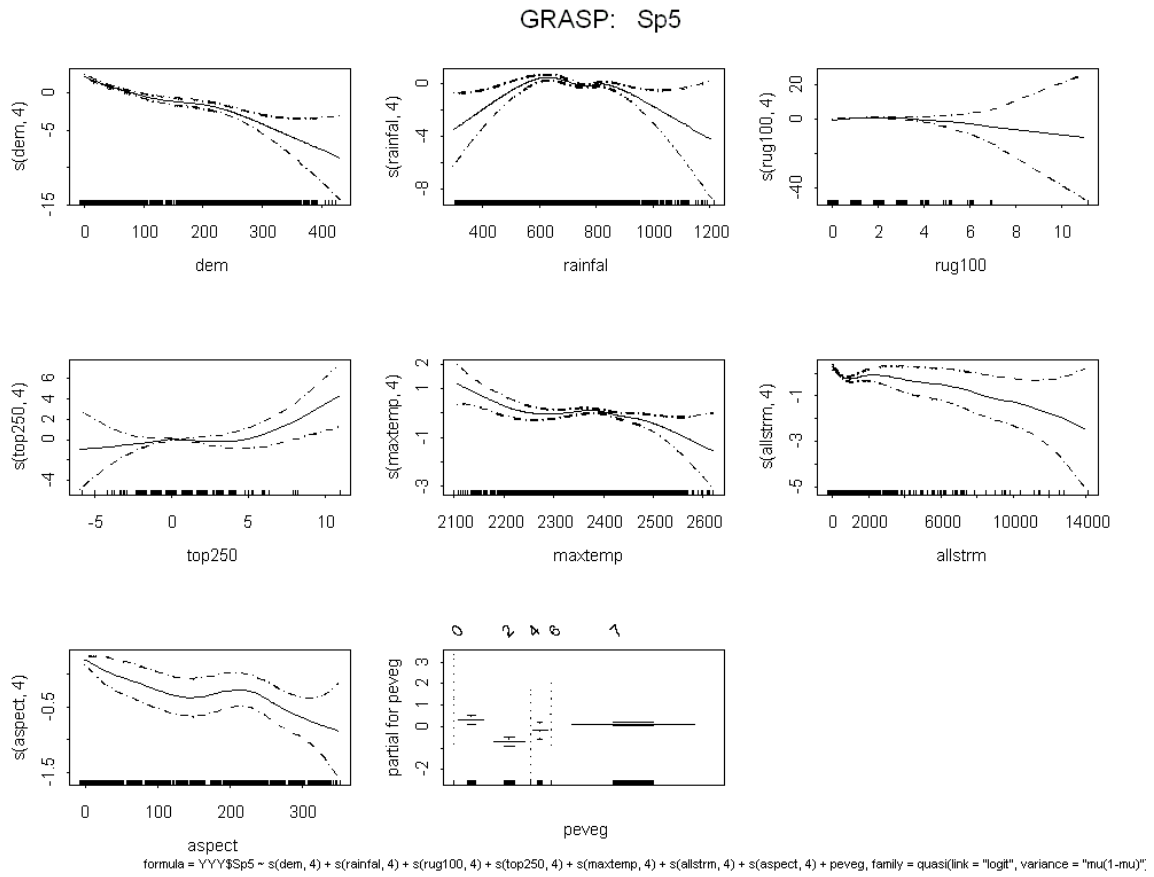 GRASP: Sp5
s(dem, 4)
0
-5
-15
0 100 200 300 400
dem
s(rainfal, 4)
0
-4
-8
400 600 800 1000 1200
rainfal
s(rug100, 4)
20
0
-40
0 2 4 6 8 10
rug100
s(top250, 4)
6
4
2
0
-4
-5 0 5 10
top250
s(maxtemp, 4)
2
1
-1
-3
2100 2200 2300 2400 2500 2600
maxtemp
s(allstrm, 4)
-1
-3
-5
0 2000 6000 10000 14000
allstrm
s(aspect, 4)
-0.5
-1.5
0 100 200 300
aspect
0 2 4 6 7
partial for peveg
3
2
1
0
-2
peveg
formula = YYY$Sp5 ~ s(dem, 4) + s(rainfal, 4) + s(rug100, 4) + s(top250, 4) + s(maxtemp, 4) + s(allstrm, 4) + s(aspect, 4) + peveg, family = quasi(link = "logit", variance = "mu(1-mu)"